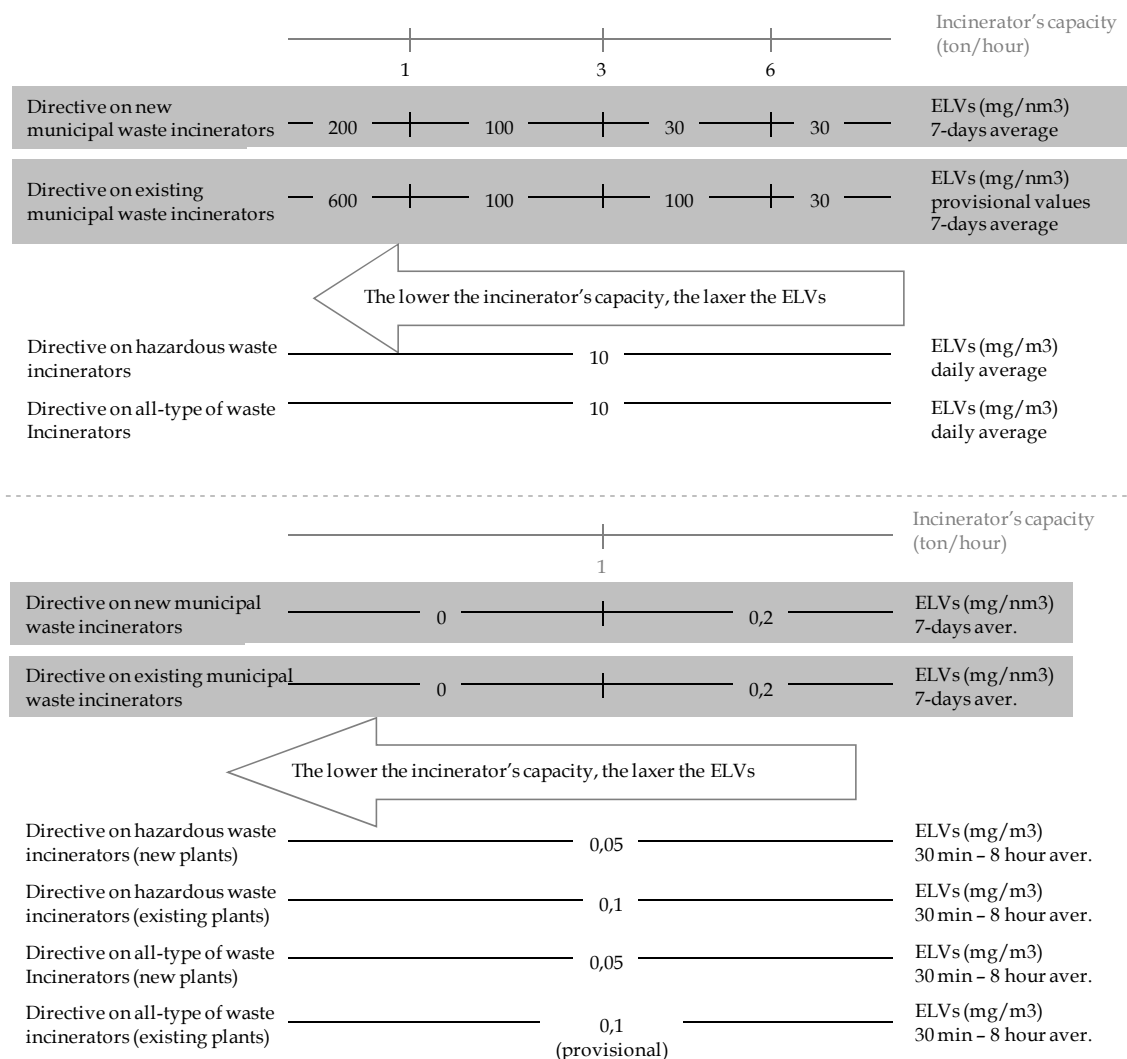 Incinerator's capacity
(ton/hour)
1 3 6
Directive on new
municipal waste incinerators
200 100 30 30
ELVs (mg/nm3)
7-days average
Directive on existing
municipal waste incinerators
600 100 100 30
ELVs (mg/nm3)
provisional values
7-days average
The lower the incinerator's capacity, the laxer the ELVs
Directive on hazardous waste
incinerators
10
ELVs (mg/m3)
daily average
Directive on all-type of waste
Incinerators
10
ELVs (mg/m3)
daily average
Incinerator's capacity
(ton/hour)
1
Directive on new municipal
waste incinerators
0 0,2
ELVs (mg/nm3)
7-days aver.
Directive on existing municipal
waste incinerators
0 0,2
ELVs (mg/nm3)
7-days aver.
The lower the incinerator's capacity, the laxer the ELVs
Directive on hazardous waste
incinerators (new plants)
0,05
ELVs (mg/m3)
30 min – 8 hour aver.
Directive on hazardous waste
incinerators (existing plants)
0,1
ELVs (mg/m3)
30 min – 8 hour aver.
Directive on all-type of waste
Incinerators (new plants)
0,05
ELVs (mg/m3)
30 min – 8 hour aver.
Directive on all-type of waste
incinerators (existing plants)
0,1
(provisional)
ELVs (mg/m3)
30 min – 8 hour aver.